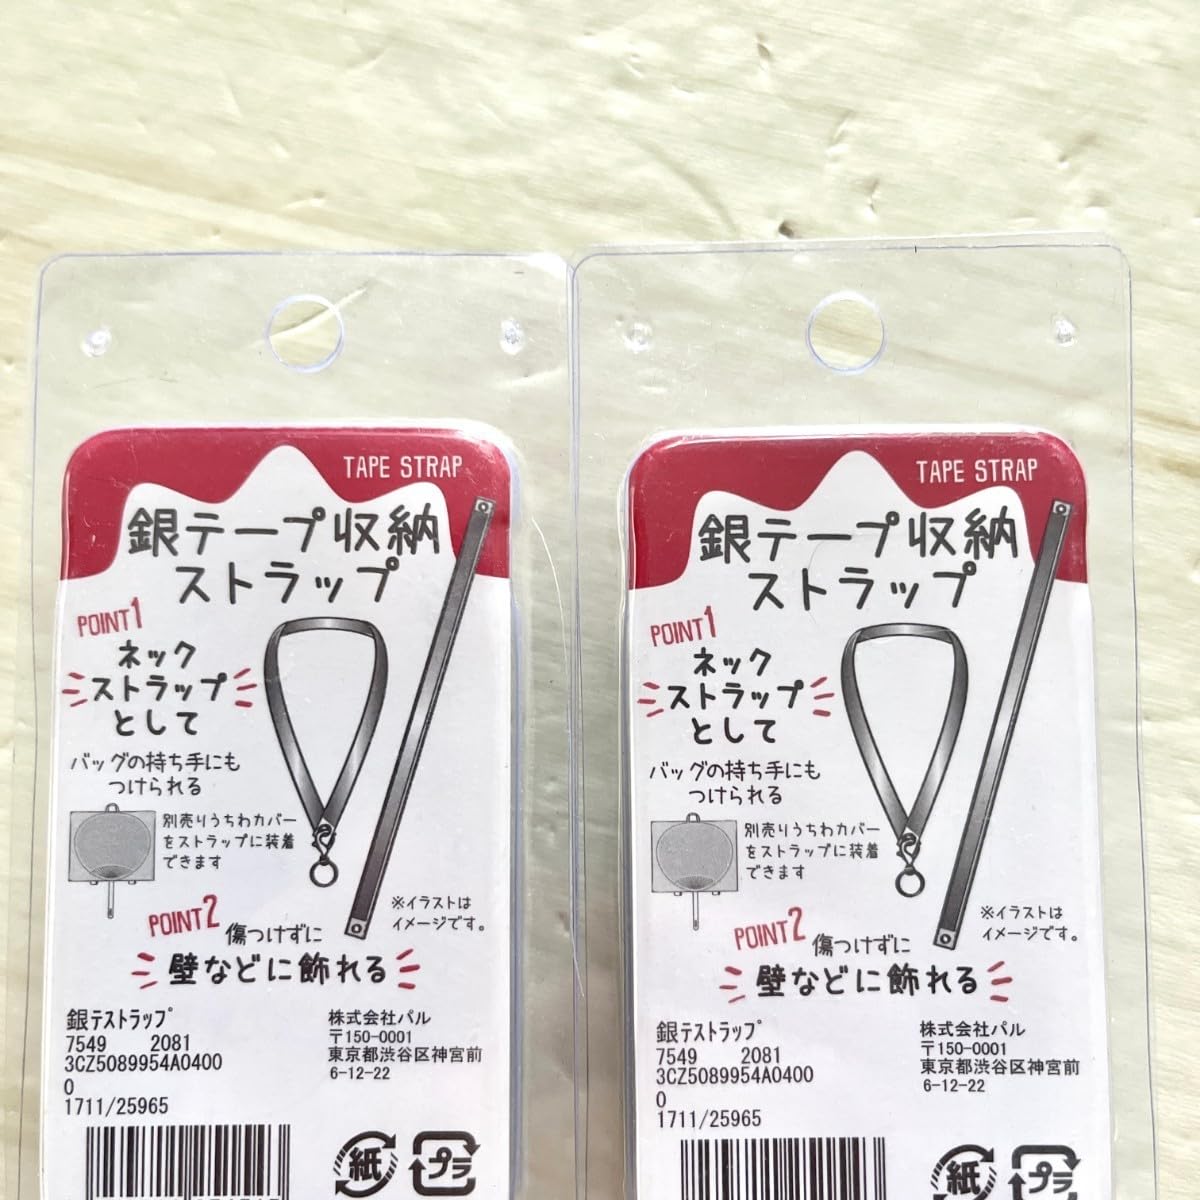 TAPE STRAP
銀テープ収納
ストラップ
POINT1
ネック
ストラップ
として
バッグの持ち手にも
つけられる
別売りうちわカバー
をストラップに装着
できます
※イラストは
イメージです。
POINT2
傷つけずに
壁などに飾れる
銀テストラップ
7549 2081
3CZ5089954A0400
0
1711/25965
株式会社パル
〒150-0001
東京都渋谷区神宮前
6-12-22
紙
プラ
TAPE STRAP
銀テープ収納
ストラップ
POINT1
ネック
ストラップ
として
バッグの持ち手にも
つけられる
別売りうちわカバー
をストラップに装着
できます
※イラストは
イメージです。
POINT2
傷つけずに
壁などに飾れる
銀テストラップ
7549 2081
3CZ5089954A0400
0
1711/25965
株式会社パル
〒150-0001
東京都渋谷区神宮前
6-12-22
紙
プラ